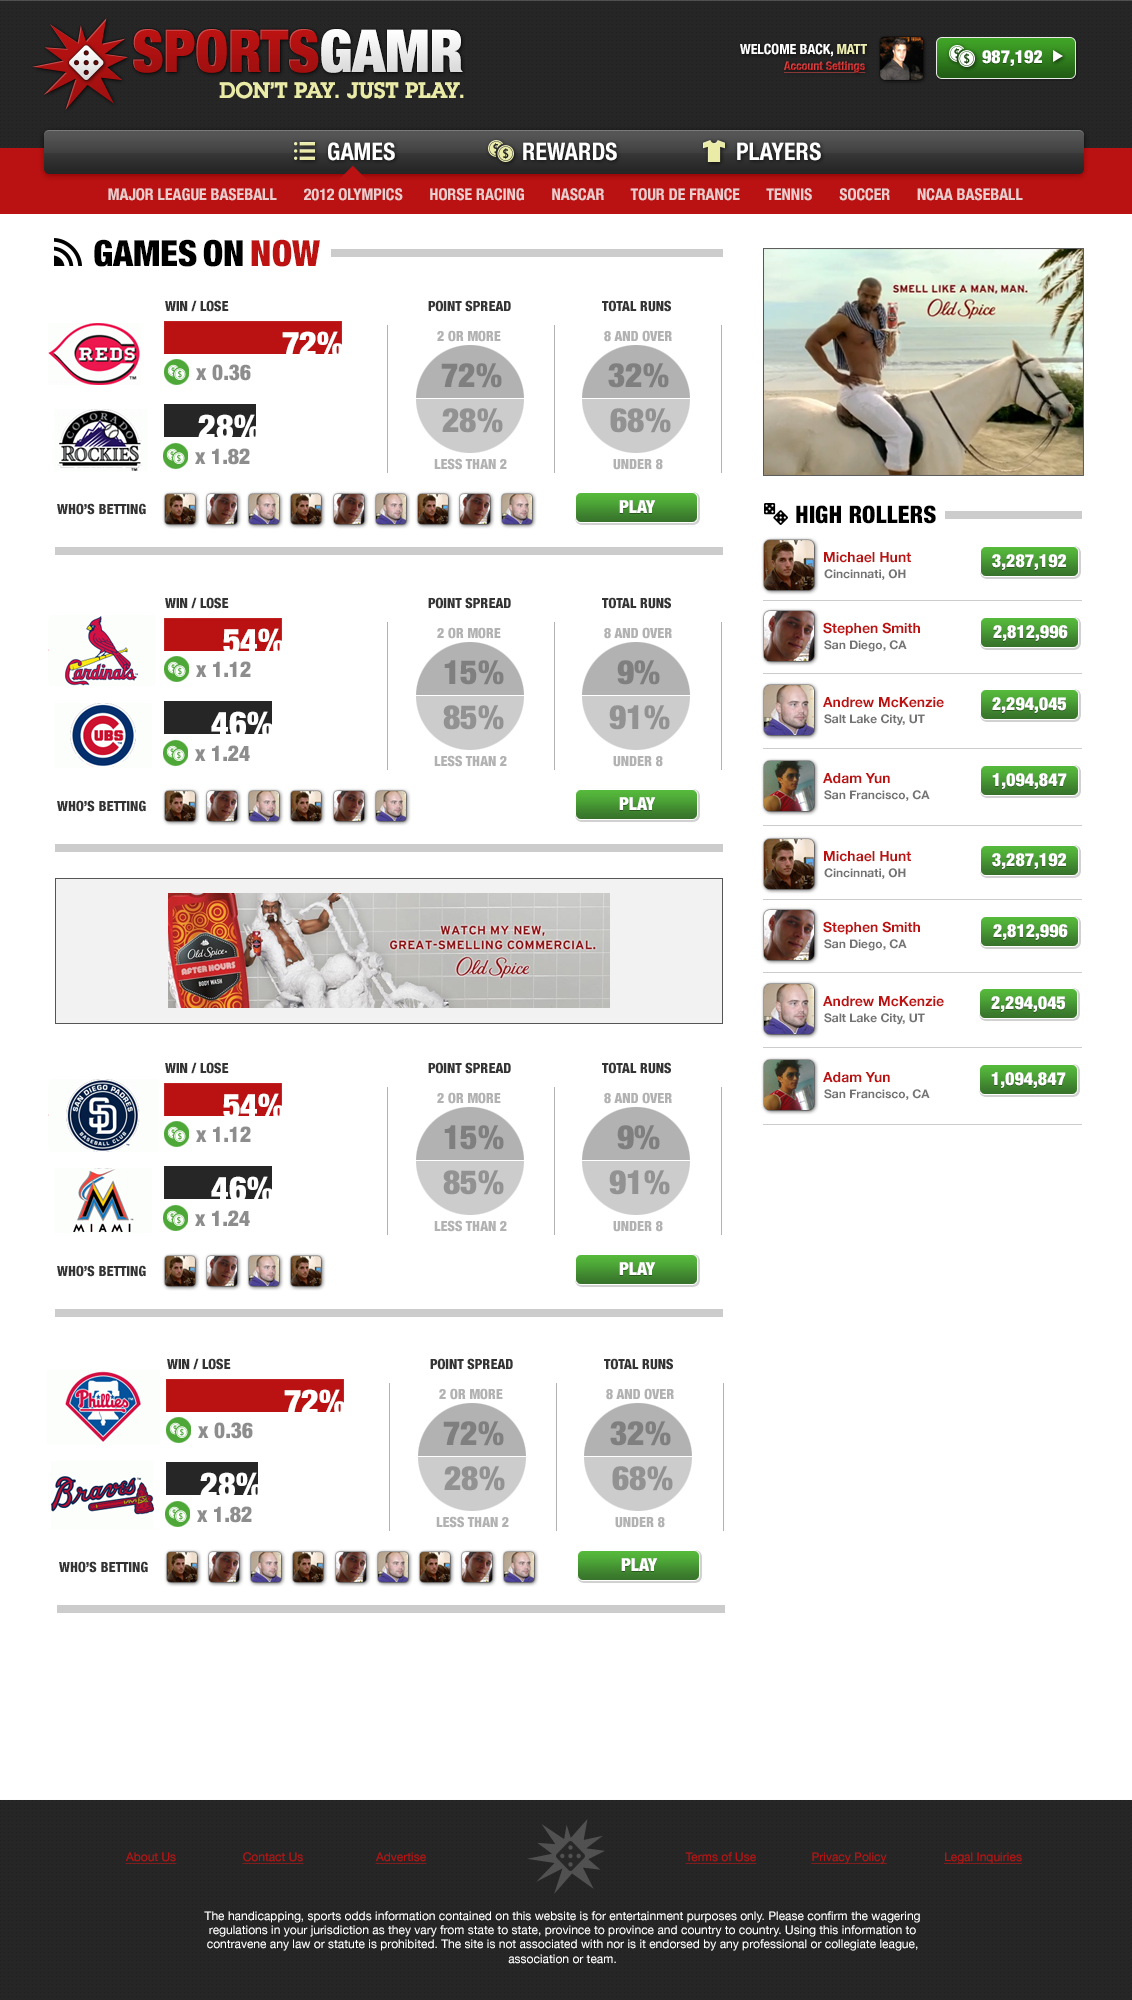 SPORTSGAMR
DON'T PAY. JUST PLAY.
WELCOME BACK, MATT
Account Settings
987,192
GAMES
REWARDS
PLAYERS
MAJOR LEAGUE BASEBALL
2012 OLYMPICS
HORSE RACING
NASCAR
TOUR DE FRANCE
TENNIS
SOCCER
NCAA BASEBALL
GAMES ON NOW
WIN / LOSE
POINT SPREAD
TOTAL RUNS
REDS
72%
x 0.36
COLORADO
ROCKIES
28%
x 1.82
2 OR MORE
72%
28%
LESS THAN 2
8 AND OVER
32%
68%
UNDER 8
WHO'S BETTING
PLAY
WIN / LOSE
POINT SPREAD
TOTAL RUNS
Cardinals
54%
x 1.12
CUBS
46%
x 1.24
2 OR MORE
15%
85%
LESS THAN 2
8 AND OVER
9%
91%
UNDER 8
WHO'S BETTING
PLAY
Old Spice
AFTER HOURS
BODY WASH
WATCH MY NEW,
GREAT-SMELLING COMMERCIAL.
Old Spice
WIN / LOSE
POINT SPREAD
TOTAL RUNS
SAN DIEGO PADRES
SD
BASEBALL CLUB
54%
x 1.12
M
MIAMI
46%
x 1.24
2 OR MORE
15%
85%
LESS THAN 2
8 AND OVER
9%
91%
UNDER 8
WHO'S BETTING
PLAY
WIN / LOSE
POINT SPREAD
TOTAL RUNS
Phillies
72%
x 0.36
Braves
28%
x 1.82
2 OR MORE
72%
28%
LESS THAN 2
8 AND OVER
32%
68%
UNDER 8
WHO'S BETTING
PLAY
SMELL LIKE A MAN, MAN.
Old Spice
HIGH ROLLERS
Michael Hunt
Cincinnati, OH
3,287,192
Stephen Smith
San Diego, CA
2,812,996
Andrew McKenzie
Salt Lake City, UT
2,294,045
Adam Yun
San Francisco, CA
1,094,847
Michael Hunt
Cincinnati, OH
3,287,192
Stephen Smith
San Diego, CA
2,812,996
Andrew McKenzie
Salt Lake City, UT
2,294,045
Adam Yun
San Francisco, CA
1,094,847
About Us
Contact Us
Advertise
Terms of Use
Privacy Policy
Legal Inquiries
The handicapping, sports odds information contained on this website is for entertainment purposes only. Please confirm the wagering
regulations in your jurisdiction as they vary from state to state, province to province and country to country. Using this information to
contravene any law or statute is prohibited. The site is not associated with nor is it endorsed by any professional or collegiate league,
association or team.